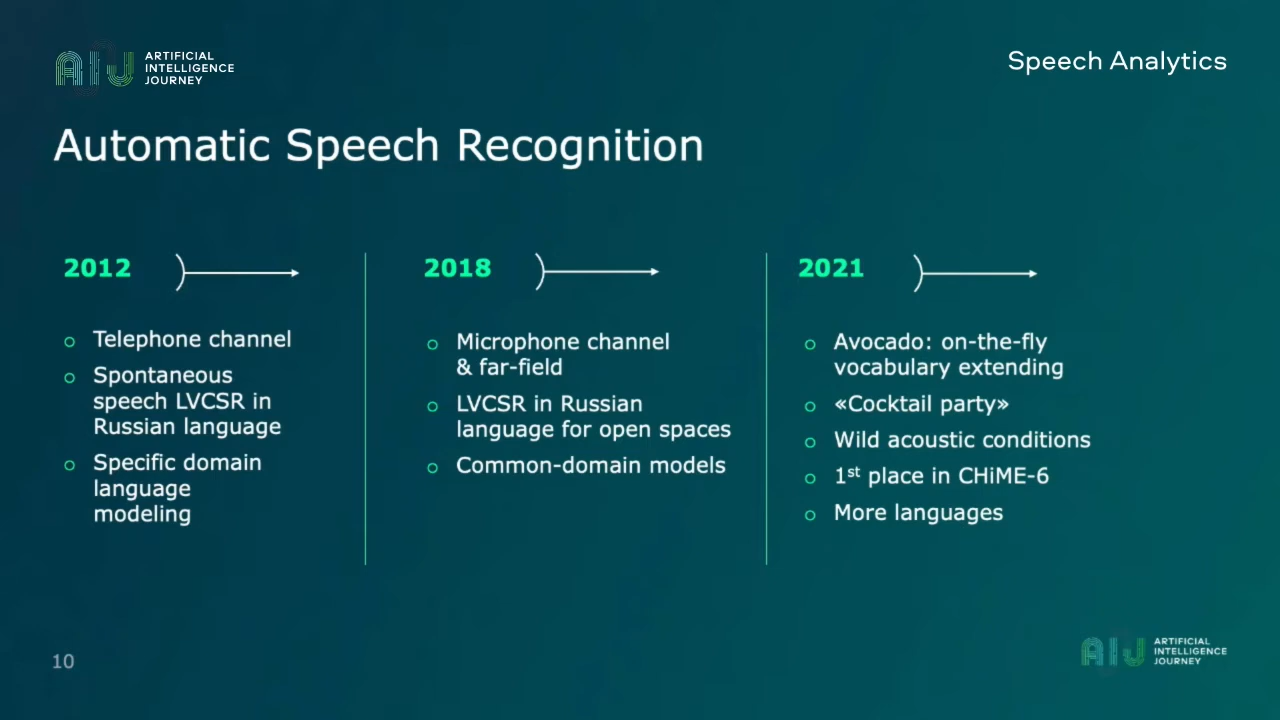 ARTIFICIAL
INTELLIGENCE
JOURNEY
Speech Analytics
Automatic Speech Recognition
2012
Telephone channel
Spontaneous
speech LVCSR in
Russian language
Specific domain
language
modeling
2018
Microphone channel
& far-field
LVCSR in Russian
language for open spaces
Common-domain models
2021
Avocado: on-the-fly
vocabulary extending
«Cocktail party»
Wild acoustic conditions
1st place in CHiME-6
More languages
10
AIJ
ARTIFICIAL
INTELLIGENCE
JOURNEY